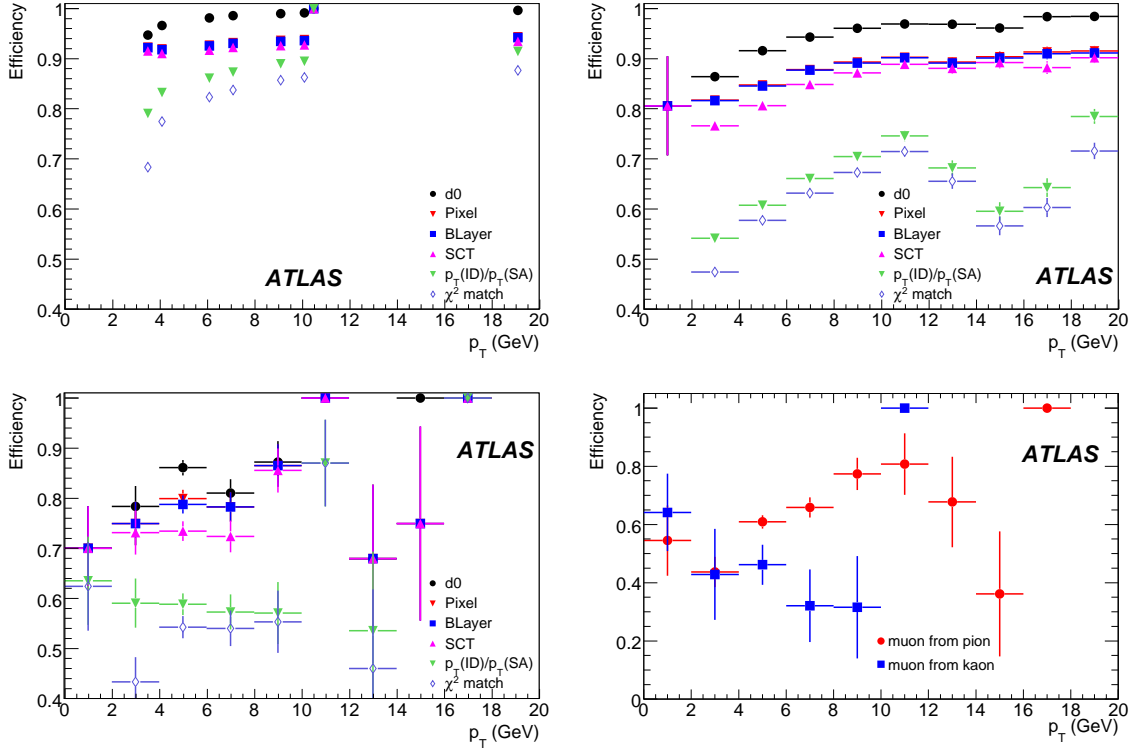 Efficiency
1
0.9
0.8
0.7
0.6
0.5
0.4
d0
Pixel
BLayer
SCT
p_T(ID)/p_T(SA)
χ² match
ATLAS
0 2 4 6 8 10 12 14 16 18 20
p_T (GeV)
Efficiency
1
0.9
0.8
0.7
0.6
0.5
0.4
d0
Pixel
BLayer
SCT
p_T(ID)/p_T(SA)
χ² match
ATLAS
0 2 4 6 8 10 12 14 16 18 20
p_T (GeV)
Efficiency
1
0.9
0.8
0.7
0.6
0.5
0.4
ATLAS
d0
Pixel
BLayer
SCT
p_T(ID)/p_T(SA)
χ² match
0 2 4 6 8 10 12 14 16 18 20
p_T (GeV)
Efficiency
1
0.8
0.6
0.4
0.2
0
ATLAS
muon from pion
muon from kaon
0 2 4 6 8 10 12 14 16 18 20
p_T (GeV)